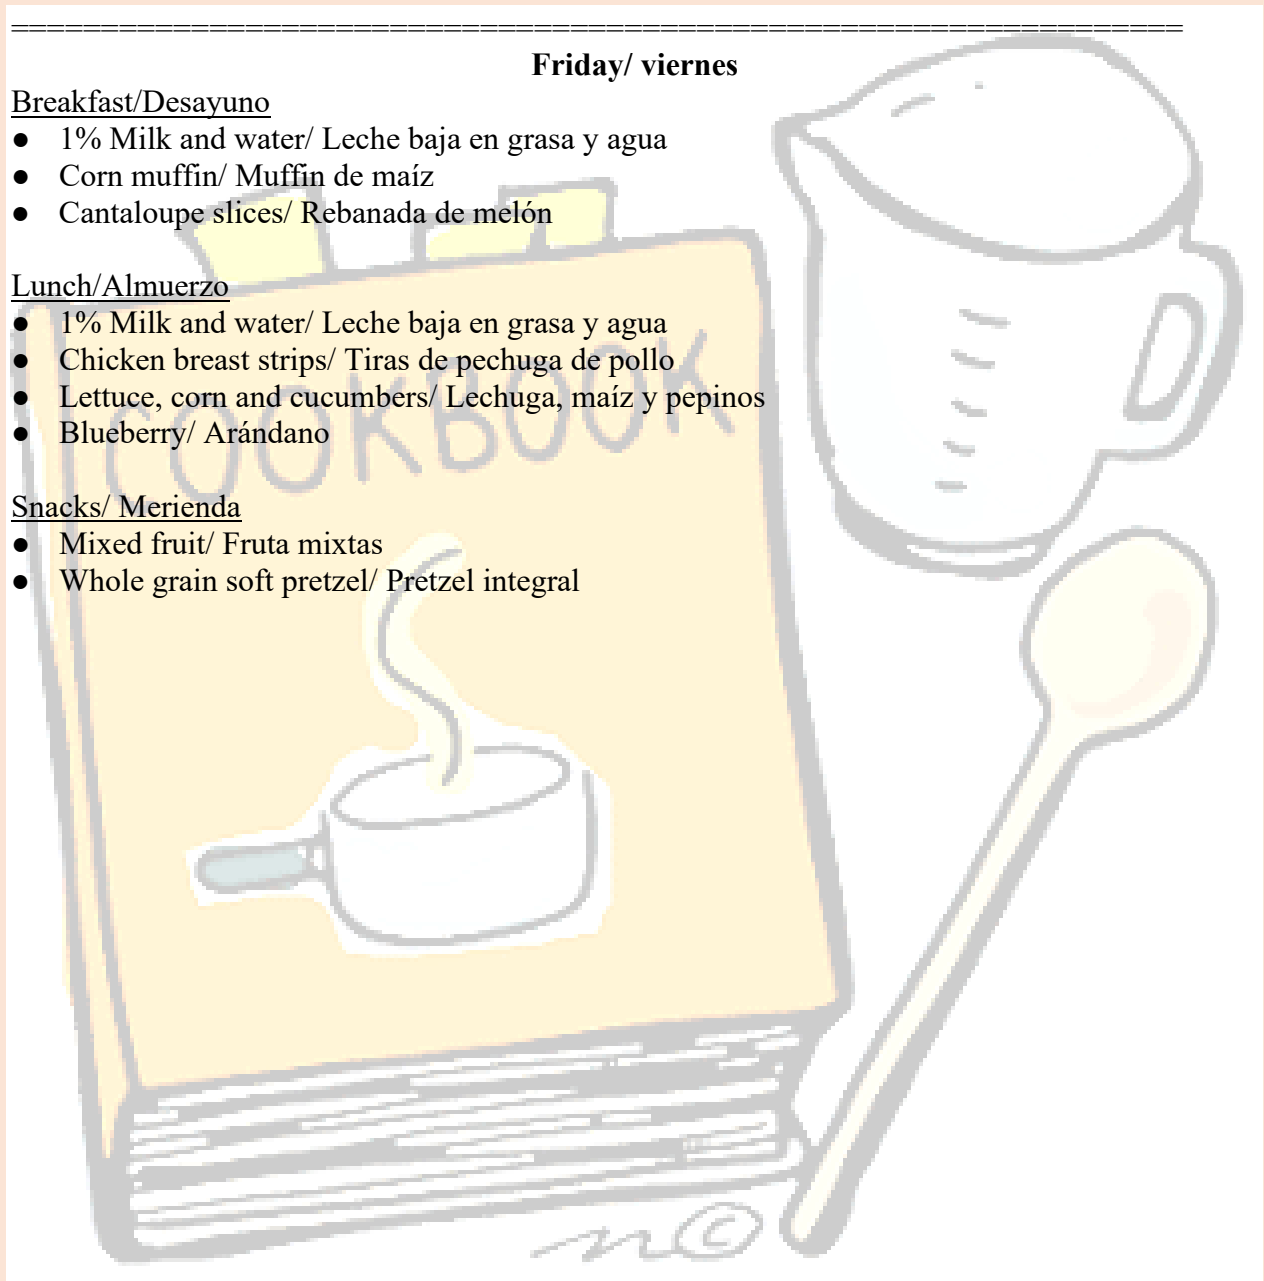 ==================================================================
Friday/ viernes
Breakfast/Desayuno
● 1% Milk and water/ Leche baja en grasa y agua
● Corn muffin/ Muffin de maíz
● Cantaloupe slices/ Rebanada de melón
Lunch/Almuerzo
● 1% Milk and water/ Leche baja en grasa y agua
● Chicken breast strips/ Tiras de pechuga de pollo
● Lettuce, corn and cucumbers/ Lechuga, maíz y pepinos
● Blueberry/ Arándano
COOKBOOK
Snacks/ Merienda
● Mixed fruit/ Fruta mixtas
● Whole grain soft pretzel/ Pretzel integral
©